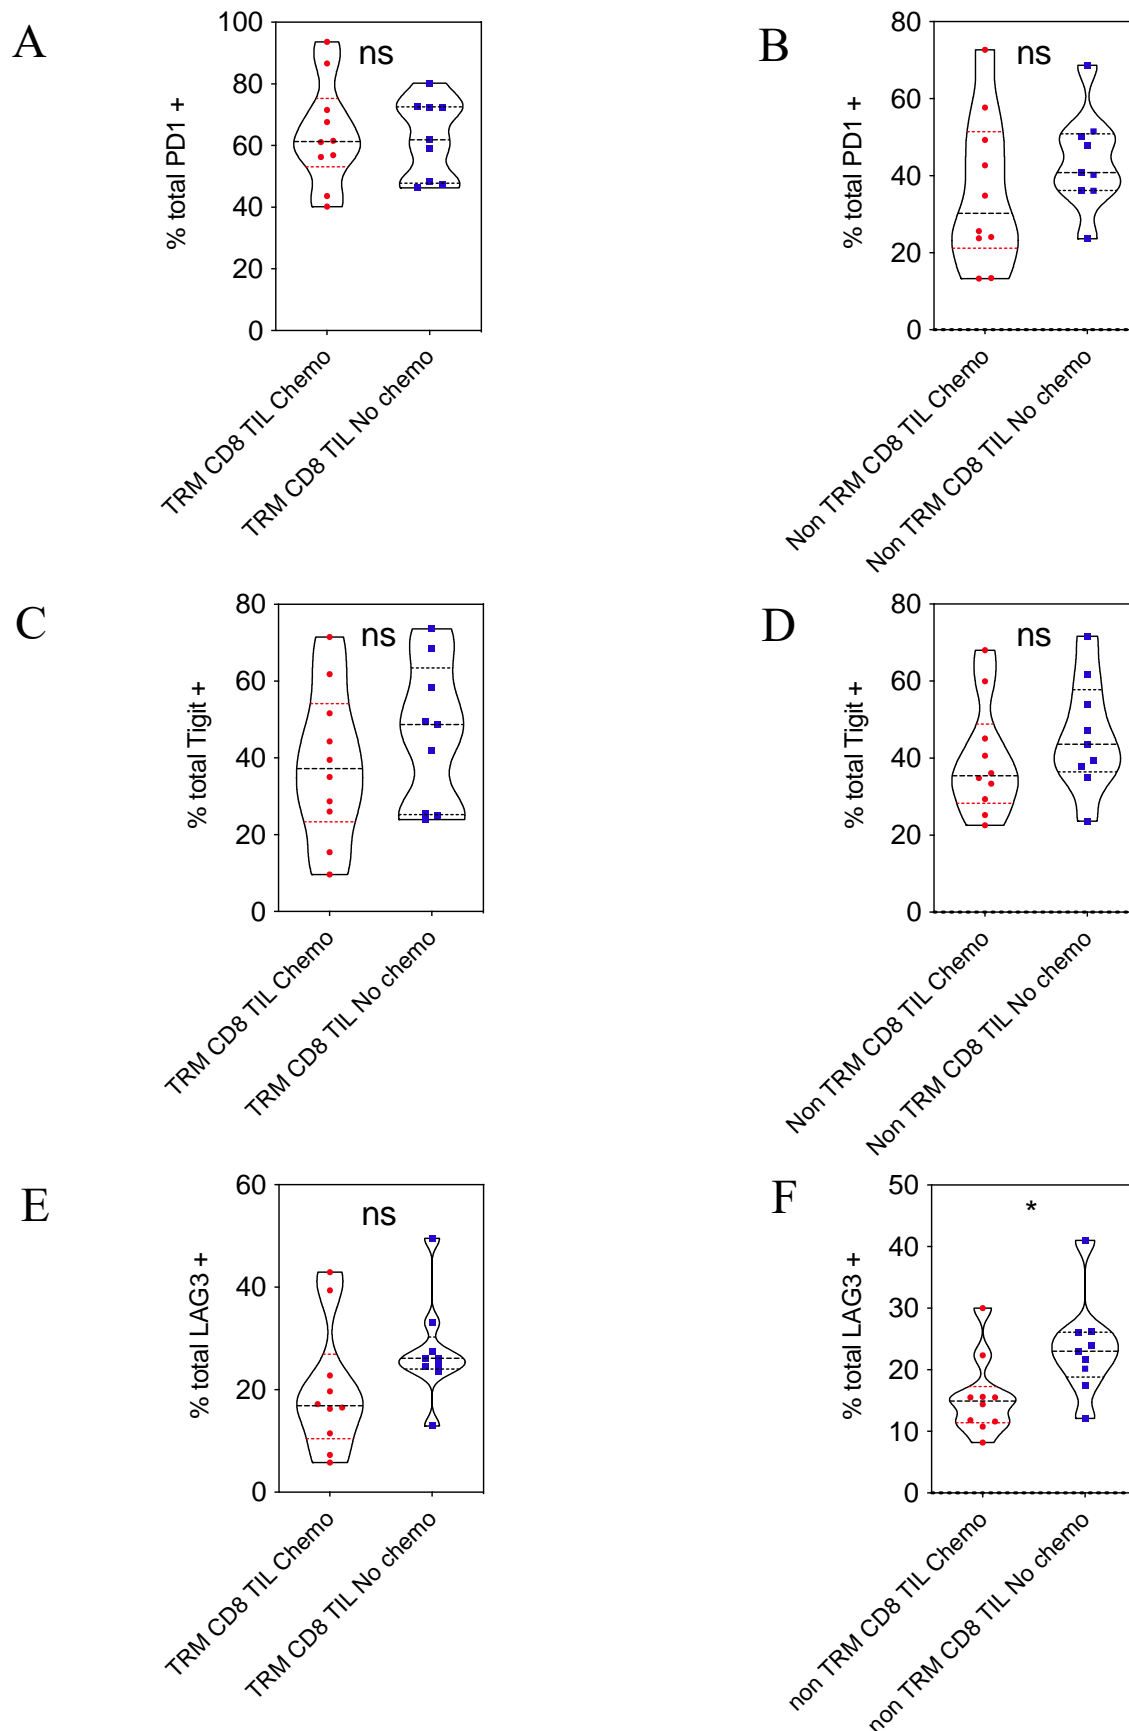 A
% total PD1 +
100
80
60
40
20
0
ns
TRM CD8 TIL Chemo
TRM CD8 TIL No chemo
B
% total PD1 +
80
60
40
20
0
ns
Non TRM CD8 TIL Chemo
Non TRM CD8 TIL No chemo
C
% total Tigit +
80
60
40
20
0
ns
TRM CD8 TIL Chemo
TRM CD8 TIL No chemo
D
% total Tigit +
80
60
40
20
0
ns
Non TRM CD8 TIL Chemo
Non TRM CD8 TIL No chemo
E
% total LAG3 +
60
40
20
0
ns
TRM CD8 TIL Chemo
TRM CD8 TIL No chemo
F
% total LAG3 +
50
40
30
20
10
0
*
non TRM CD8 TIL Chemo
non TRM CD8 TIL No chemo